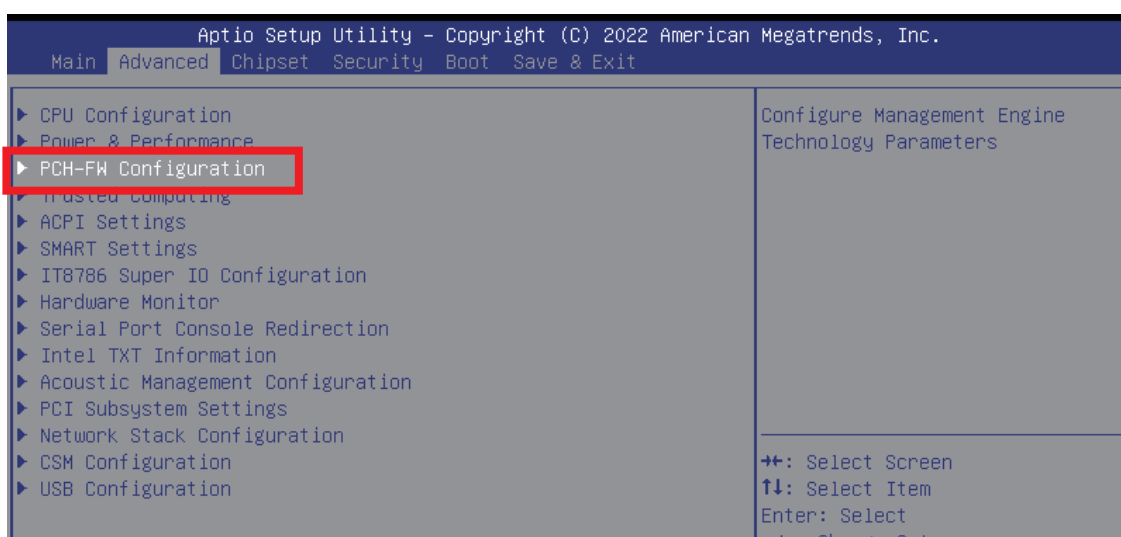 Aptio Setup Utility – Copyright (C) 2022 American Megatrends, Inc.
Main Advanced Chipset Security Boot Save & Exit
▶ CPU Configuration
▶ Power & Performance
▶ PCH-FW Configuration
▶ Trusted Computing
▶ ACPI Settings
▶ SMART Settings
▶ IT8786 Super IO Configuration
▶ Hardware Monitor
▶ Serial Port Console Redirection
▶ Intel TXT Information
▶ Acoustic Management Configuration
▶ PCI Subsystem Settings
▶ Network Stack Configuration
▶ CSM Configuration
▶ USB Configuration
Configure Management Engine
Technology Parameters
→←: Select Screen
↑↓: Select Item
Enter: Select